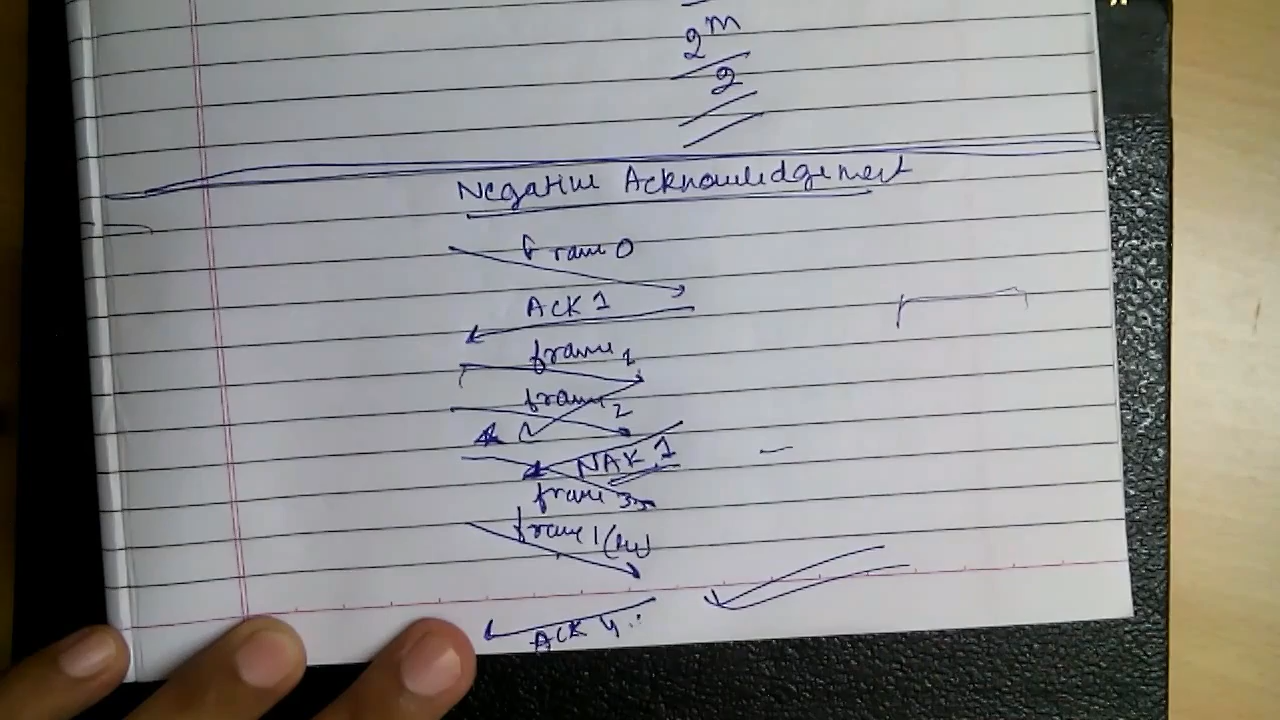 2^m
2
Negative Acknowledgement
frame 0
ACK 1
frame 1
frame 2
NAK 1
frame 3
frame 1
ACK 4